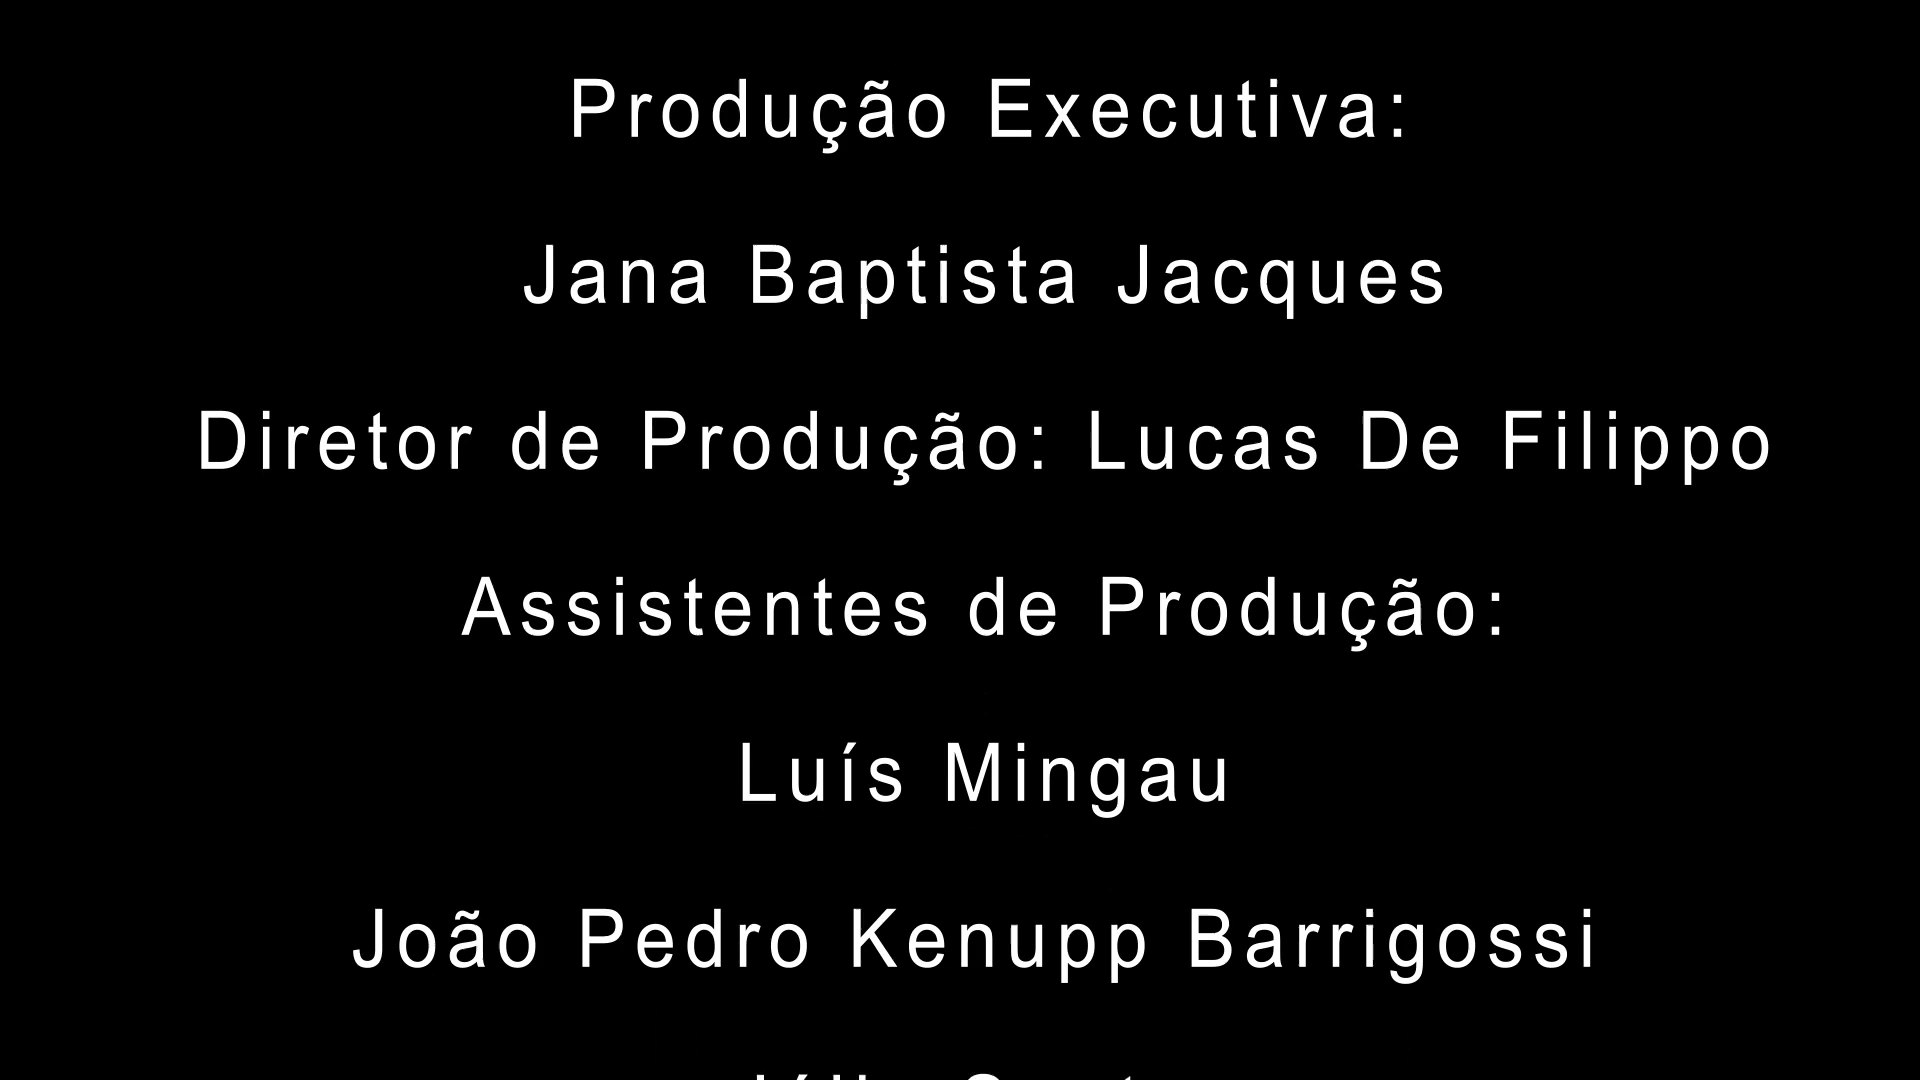 Produção Executiva:
Jana Baptista Jacques
Diretor de Produção: Lucas De Filippo
Assistentes de Produção:
Luís Mingau
João Pedro Kenupp Barrigossi